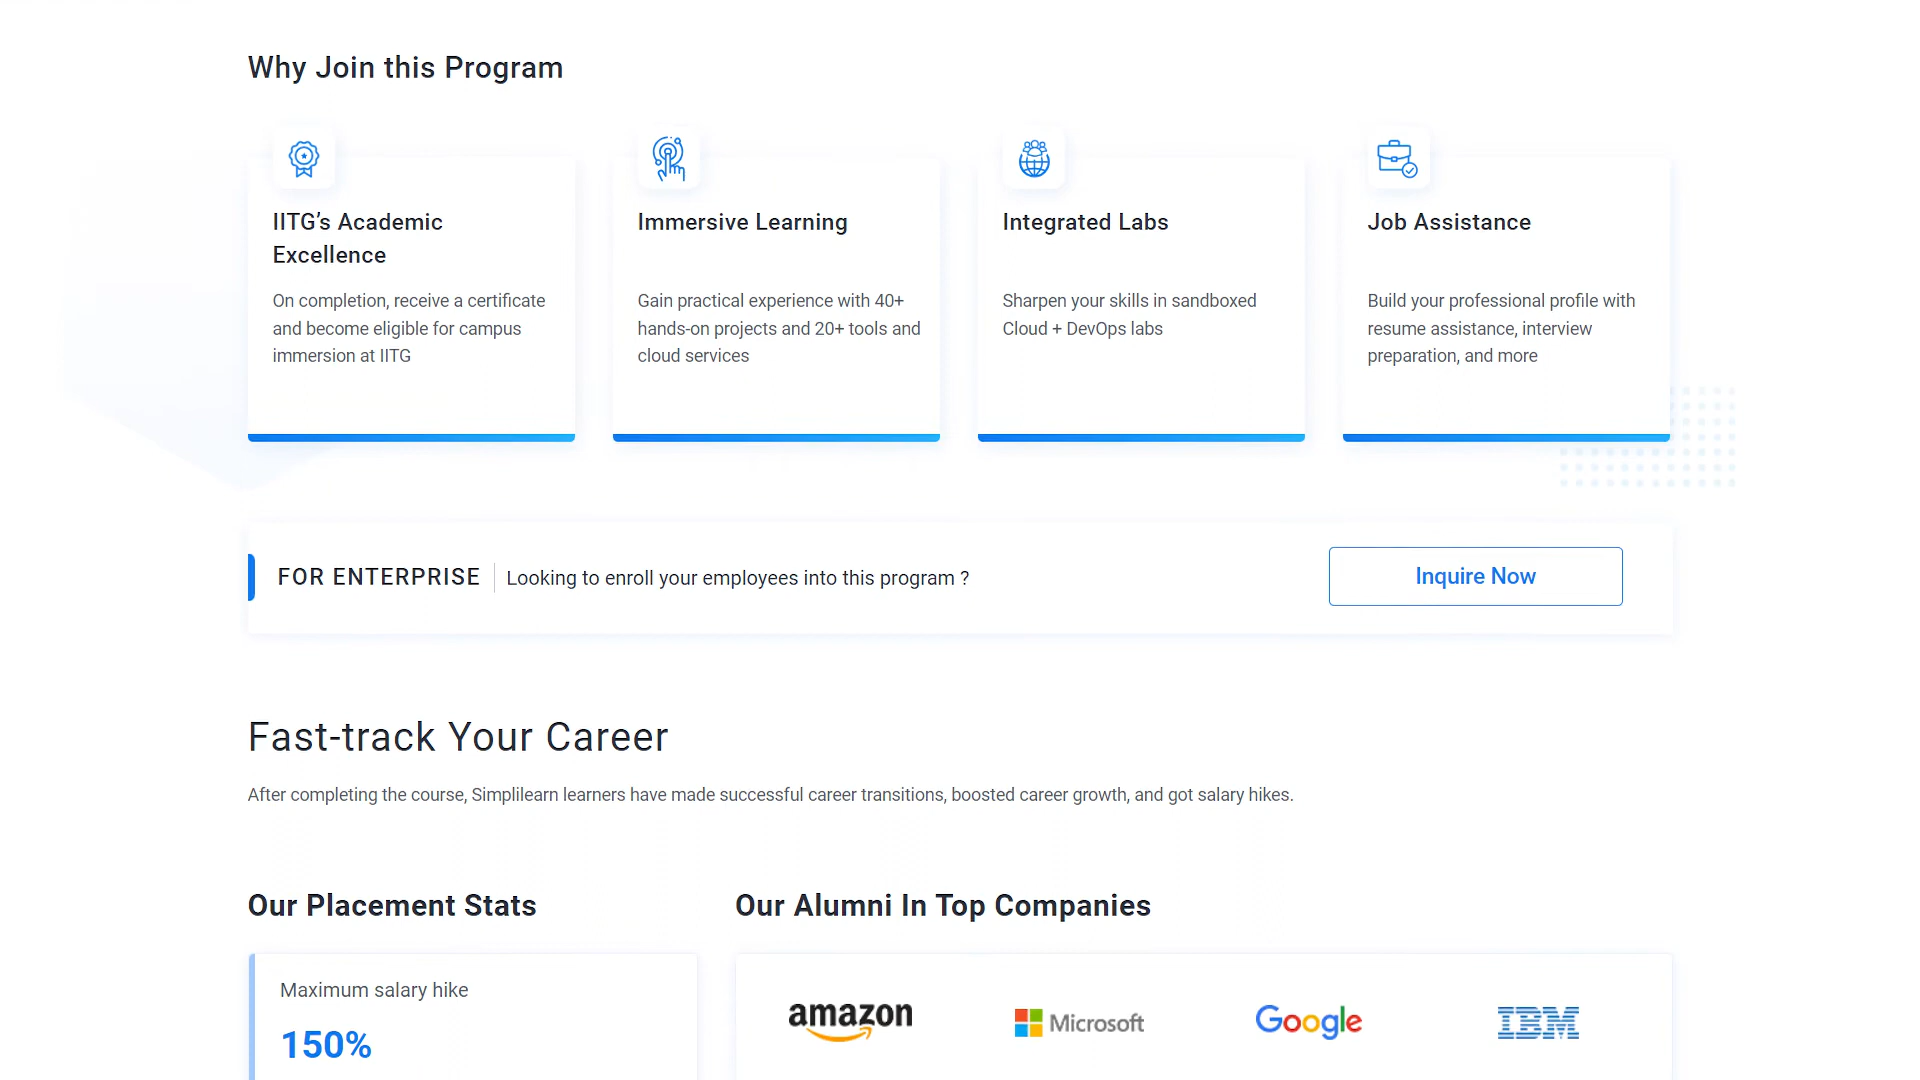 Why Join this Program
IITG’s Academic
Excellence
On completion, receive a certificate
and become eligible for campus
immersion at IITG
Immersive Learning
Gain practical experience with 40+
hands-on projects and 20+ tools and
cloud services
Integrated Labs
Sharpen your skills in sandboxed
Cloud + DevOps labs
Job Assistance
Build your professional profile with
resume assistance, interview
preparation, and more
FOR ENTERPRISE
Looking to enroll your employees into this program ?
Inquire Now
Fast-track Your Career
After completing the course, Simplilearn learners have made successful career transitions, boosted career growth, and got salary hikes.
Our Placement Stats
Maximum salary hike
150%
Our Alumni In Top Companies
amazon
Microsoft
Google
IBM